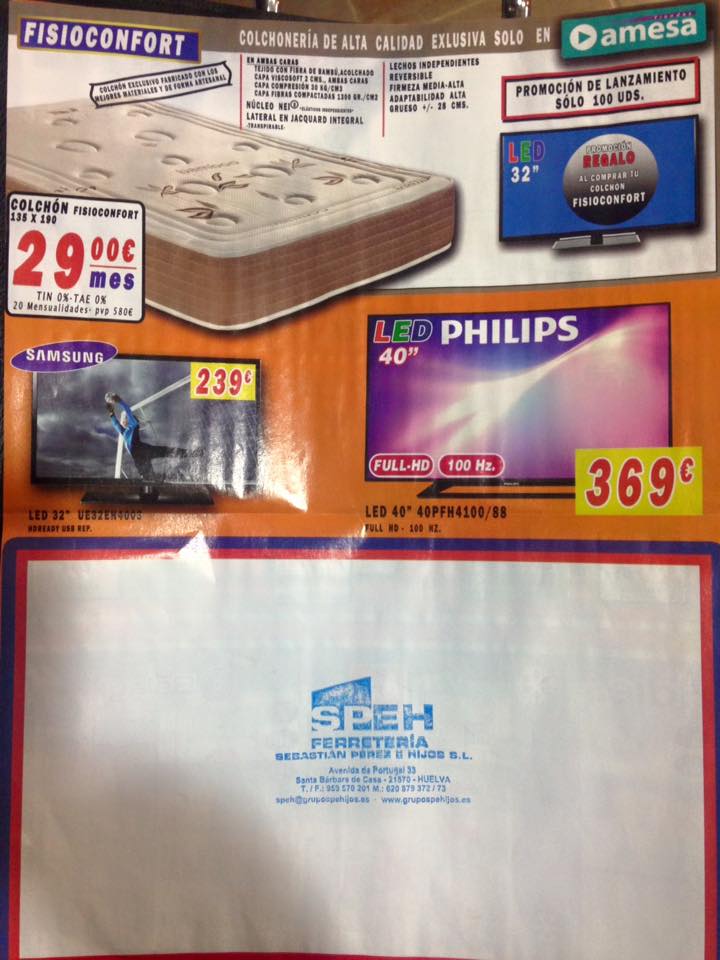 FISIOCONFORT
COLCHONERÍA DE ALTA CALIDAD EXLUSIVA SOLO EN
tiendas
amesa
COLCHÓN EXCLUSIVO FABRICADO CON LOS
MEJORES MATERIALES Y DE FORMA ARTESANAL
EN AMBAS CARAS
TEJIDO CON FIBRA DE BAMBÚ,ACOLCHADO
CAPA VISCOSOFT 2 CMS., AMBAS CARAS
CAPA COMPRESIÓN 30 KG/CM3
CAPA FIBRAS COMPACTADAS 1300 GR./CM2
NÚCLEO NEJ® -ELÁSTICOS INDEPENDIENTES-
LATERAL EN JACQUARD INTEGRAL
-TRANSPIRABLE-
LECHOS INDEPENDIENTES
REVERSIBLE
FIRMEZA MEDIA-ALTA
ADAPTABILIDAD ALTA
GRUESO +/- 28 CMS.
PROMOCIÓN DE LANZAMIENTO
SÓLO 100 UDS.
LED
32"
PROMOCIÓN
REGALO
AL COMPRAR TU
COLCHON
FISIOCONFORT
COLCHÓN FISIOCONFORT
135 X 190
29'00€
mes
TIN 0%-TAE 0%
20 Mensualidades- pvp 580€
SAMSUNG
239€
LED 32" UE32EH4003
HDREADY USB REP.
LED PHILIPS
40"
FULL-HD 100 Hz.
PHILIPS
369€
LED 40" 40PFH4100/88
FULL HD - 100 HZ.
SPEH
FERRETERÍA
SEBASTIÁN PÉREZ E HIJOS S.L.
Avenida de Portugal 33
Santa Bárbara de Casa - 21570 - HUELVA
T. / F.: 959 570 201 M.: 620 879 372 / 73
speh@grupospehijos.es - www.grupospehijos.es